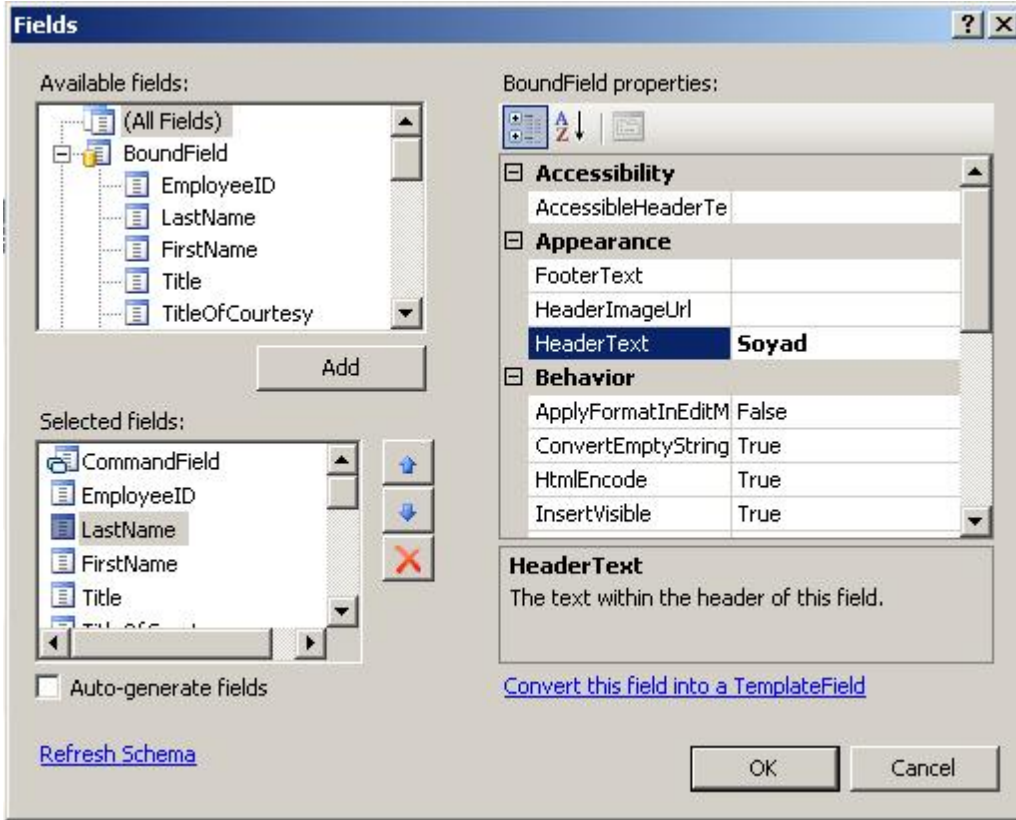 Fields
Available fields:
(All Fields)
BoundField
EmployeeID
LastName
FirstName
Title
TitleOfCourtesy
Add
Selected fields:
CommandField
EmployeeID
LastName
FirstName
Title
Auto-generate fields
Refresh Schema
BoundField properties:
Accessibility
AccessibleHeaderTe
Appearance
FooterText
HeaderImageUrl
HeaderText Soyad
Behavior
ApplyFormatInEditM False
ConvertEmptyString True
HtmlEncode True
InsertVisible True
HeaderText
The text within the header of this field.
Convert this field into a TemplateField
OK Cancel